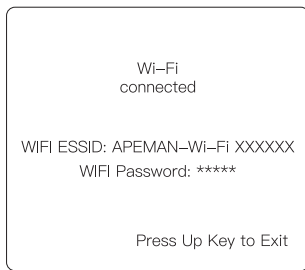 Wi–Fi
connected
WIFI ESSID: APEMAN–Wi–Fi XXXXXX
WIFI Password: *****
Press Up Key to Exit